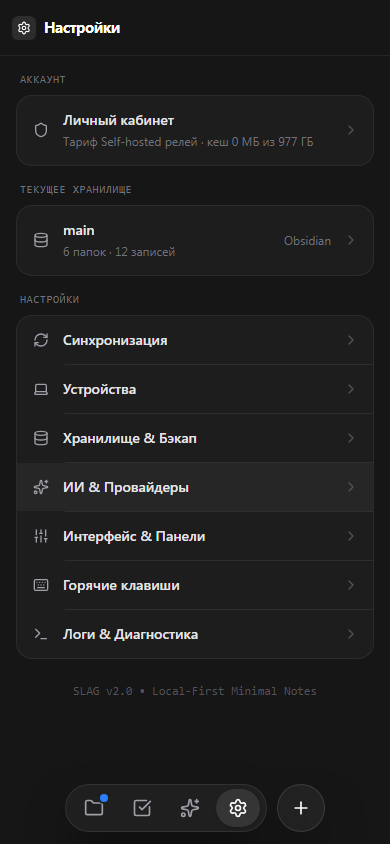 Настройки
АККАУНТ
Личный кабинет
Тариф Self-hosted релей · кеш 0 МБ из 977 ГБ
ТЕКУЩЕЕ ХРАНИЛИЩЕ
main
6 папок · 12 записей
Obsidian
НАСТРОЙКИ
Синхронизация
Устройства
Хранилище & Бэкап
ИИ & Провайдеры
Интерфейс & Панели
Горячие клавиши
Логи & Диагностика
SLAG v2.0 • Local-First Minimal Notes